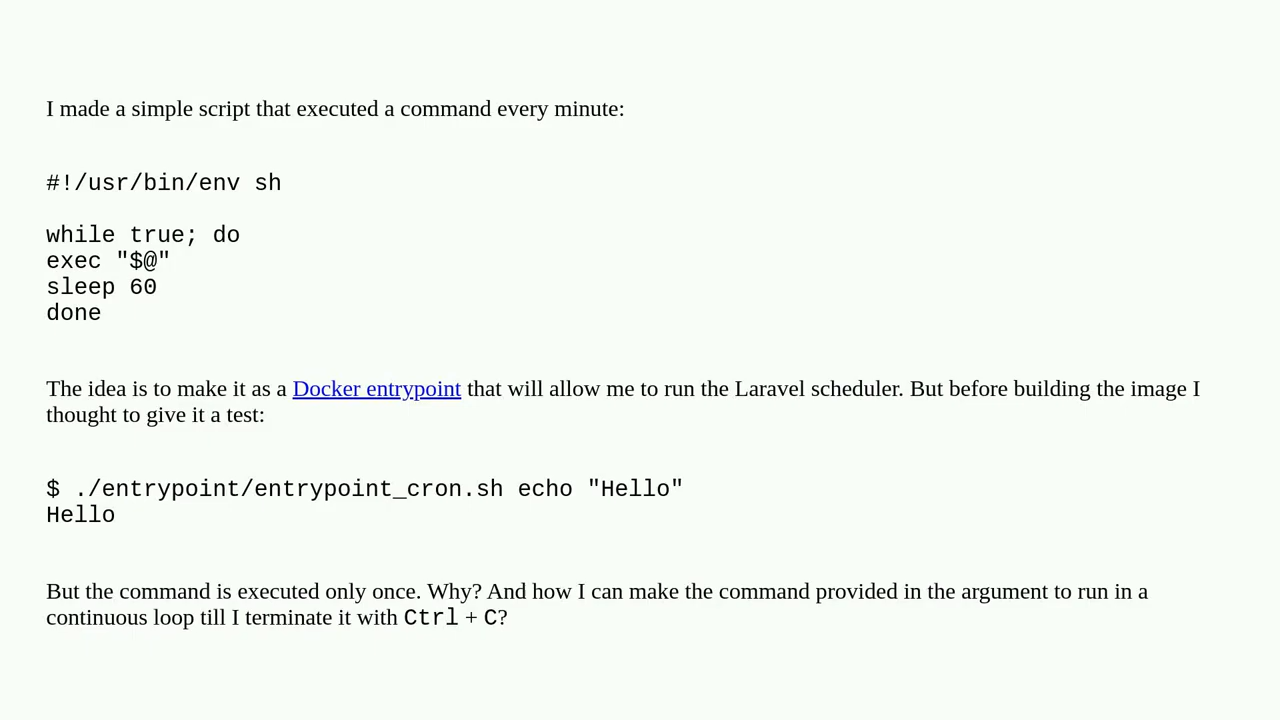 I made a simple script that executed a command every minute:
#!/usr/bin/env sh
while true; do
exec "$@"
sleep 60
done
The idea is to make it as a Docker entrypoint that will allow me to run the Laravel scheduler. But before building the image I
thought to give it a test:
$ ./entrypoint/entrypoint_cron.sh echo "Hello"
Hello
But the command is executed only once. Why? And how I can make the command provided in the argument to run in a
continuous loop till I terminate it with Ctrl + C?